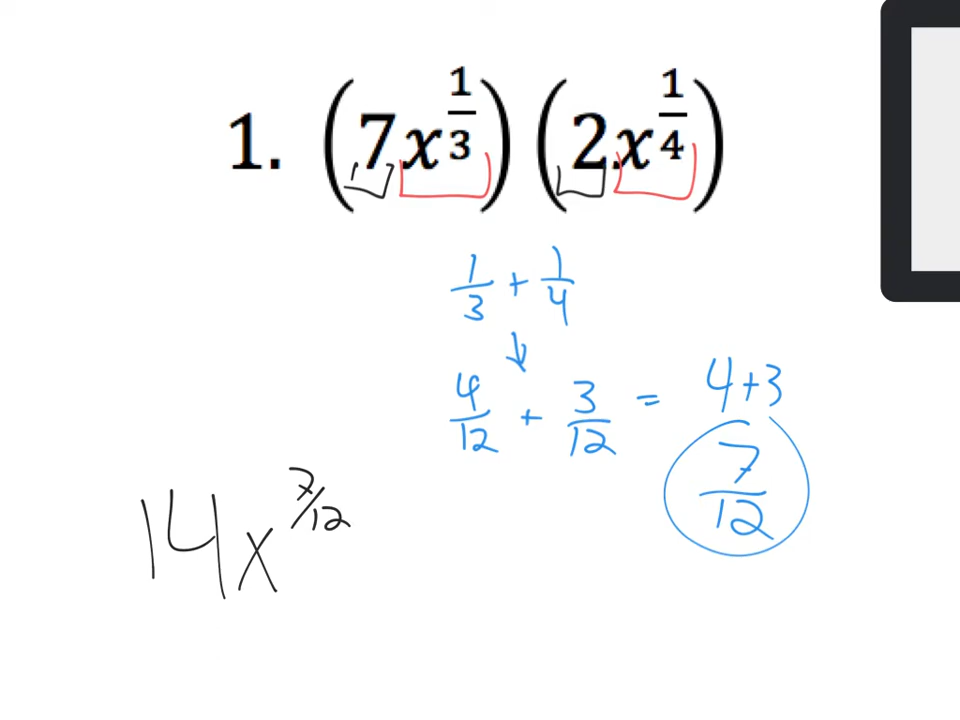 1. (7x^(1/3)) (2x^(1/4))
1/3 + 1/4
↓
4/12 + 3/12 = 4+3
7/12
14x^7/12